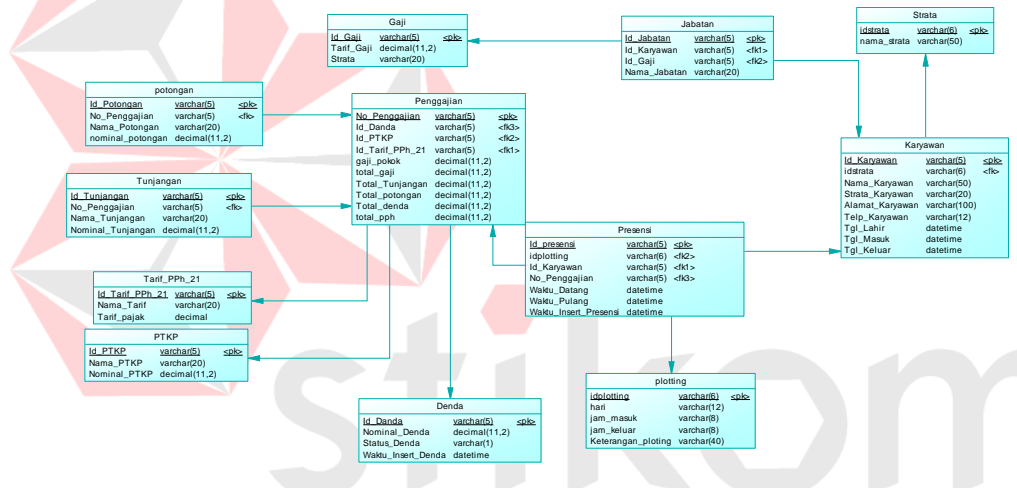 Gaji
Id_Gaji varchar(5) <pk>
Tarif_Gaji decimal(11,2)
Strata varchar(20)
Jabatan
Id_Jabatan varchar(5) <pk>
Id_Karyawan varchar(5) <fk1>
Id_Gaji varchar(5) <fk2>
Nama_Jabatan varchar(20)
Strata
idstrata varchar(6) <pk>
nama_strata varchar(50)
potongan
Id_Potongan varchar(5) <pk>
No_Penggajian varchar(5) <fk>
Nama_Potongan varchar(20)
nominal_potongan decimal(11,2)
Penggajian
No_Penggajian varchar(5) <pk>
Id_Danda varchar(5) <fk3>
Id_PTKP varchar(5) <fk2>
Id_Tarif_PPh_21 varchar(5) <fk1>
gaji_pokok decimal(11,2)
total_gaji decimal(11,2)
Total_Tunjangan decimal(11,2)
Total_potongan decimal(11,2)
Total_denda decimal(11,2)
total_pph decimal(11,2)
Karyawan
Id_Karyawan varchar(5) <pk>
idstrata varchar(6) <fk>
Nama_Karyawan varchar(50)
Strata_Karyawan varchar(20)
Alamat_Karyawan varchar(100)
Telp_Karyawan varchar(12)
Tgl_Lahir datetime
Tgl_Masuk datetime
Tgl_Keluar datetime
Tunjangan
Id_Tunjangan varchar(5) <pk>
No_Penggajian varchar(5) <fk>
Nama_Tunjangan varchar(20)
Nominal_Tunjangan decimal(11,2)
Presensi
Id_presensi varchar(5) <pk>
idplotting varchar(6) <fk2>
Id_Karyawan varchar(5) <fk1>
No_Penggajian varchar(5) <fk3>
Waktu_Datang datetime
Waktu_Pulang datetime
Waktu_Insert_Presensi datetime
Tarif_PPh_21
Id_Tarif_PPh_21 varchar(5) <pk>
Nama_Tarif varchar(20)
Tarif_pajak decimal
PTKP
Id_PTKP varchar(5) <pk>
Nama_PTKP varchar(20)
Nominal_PTKP decimal(11,2)
plotting
idplotting varchar(6) <pk>
hari varchar(12)
jam_masuk varchar(8)
jam_keluar varchar(8)
Keterangan_ploting varchar(40)
Denda
Id_Danda varchar(5) <pk>
Nominal_Denda decimal(11,2)
Status_Denda varchar(1)
Waktu_Insert_Denda datetime
stikom